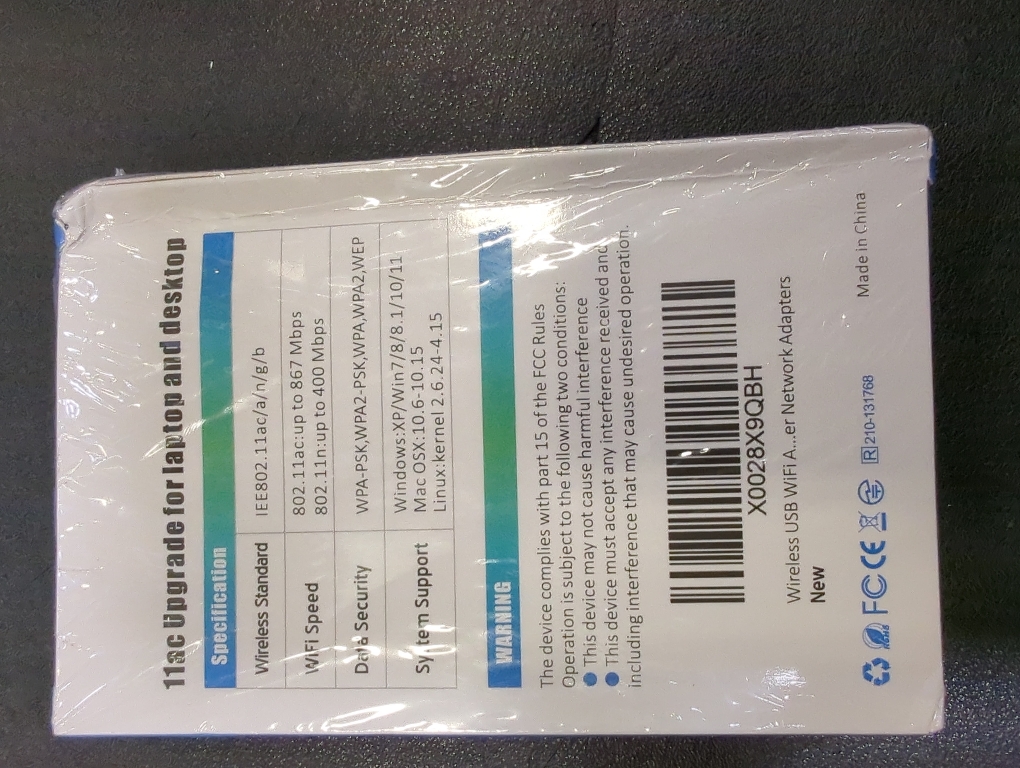 11ac Upgrade for laptop and desktop
Specification
Wireless Standard IEE802.11ac/a/n/g/b
WiFi Speed 802.11ac:up to 867 Mbps
802.11n:up to 400 Mbps
Data Security WPA-PSK,WPA2-PSK,WPA,WPA2,WEP
System Support Windows:XP/Win7/8/8.1/10/11
Mac OSX:10.6-10.15
Linux:kernel 2.6.24-4.15
WARNING
The device complies with part 15 of the FCC Rules
Operation is subject to the following two conditions:
● This device may not cause harmful interference
● This device must accept any interference received and
including interference that may cause undesired operation.
X0028X9QBH
Wireless USB WiFi A...er Network Adapters
New
RoHS FC CE R 210-131768
Made in China